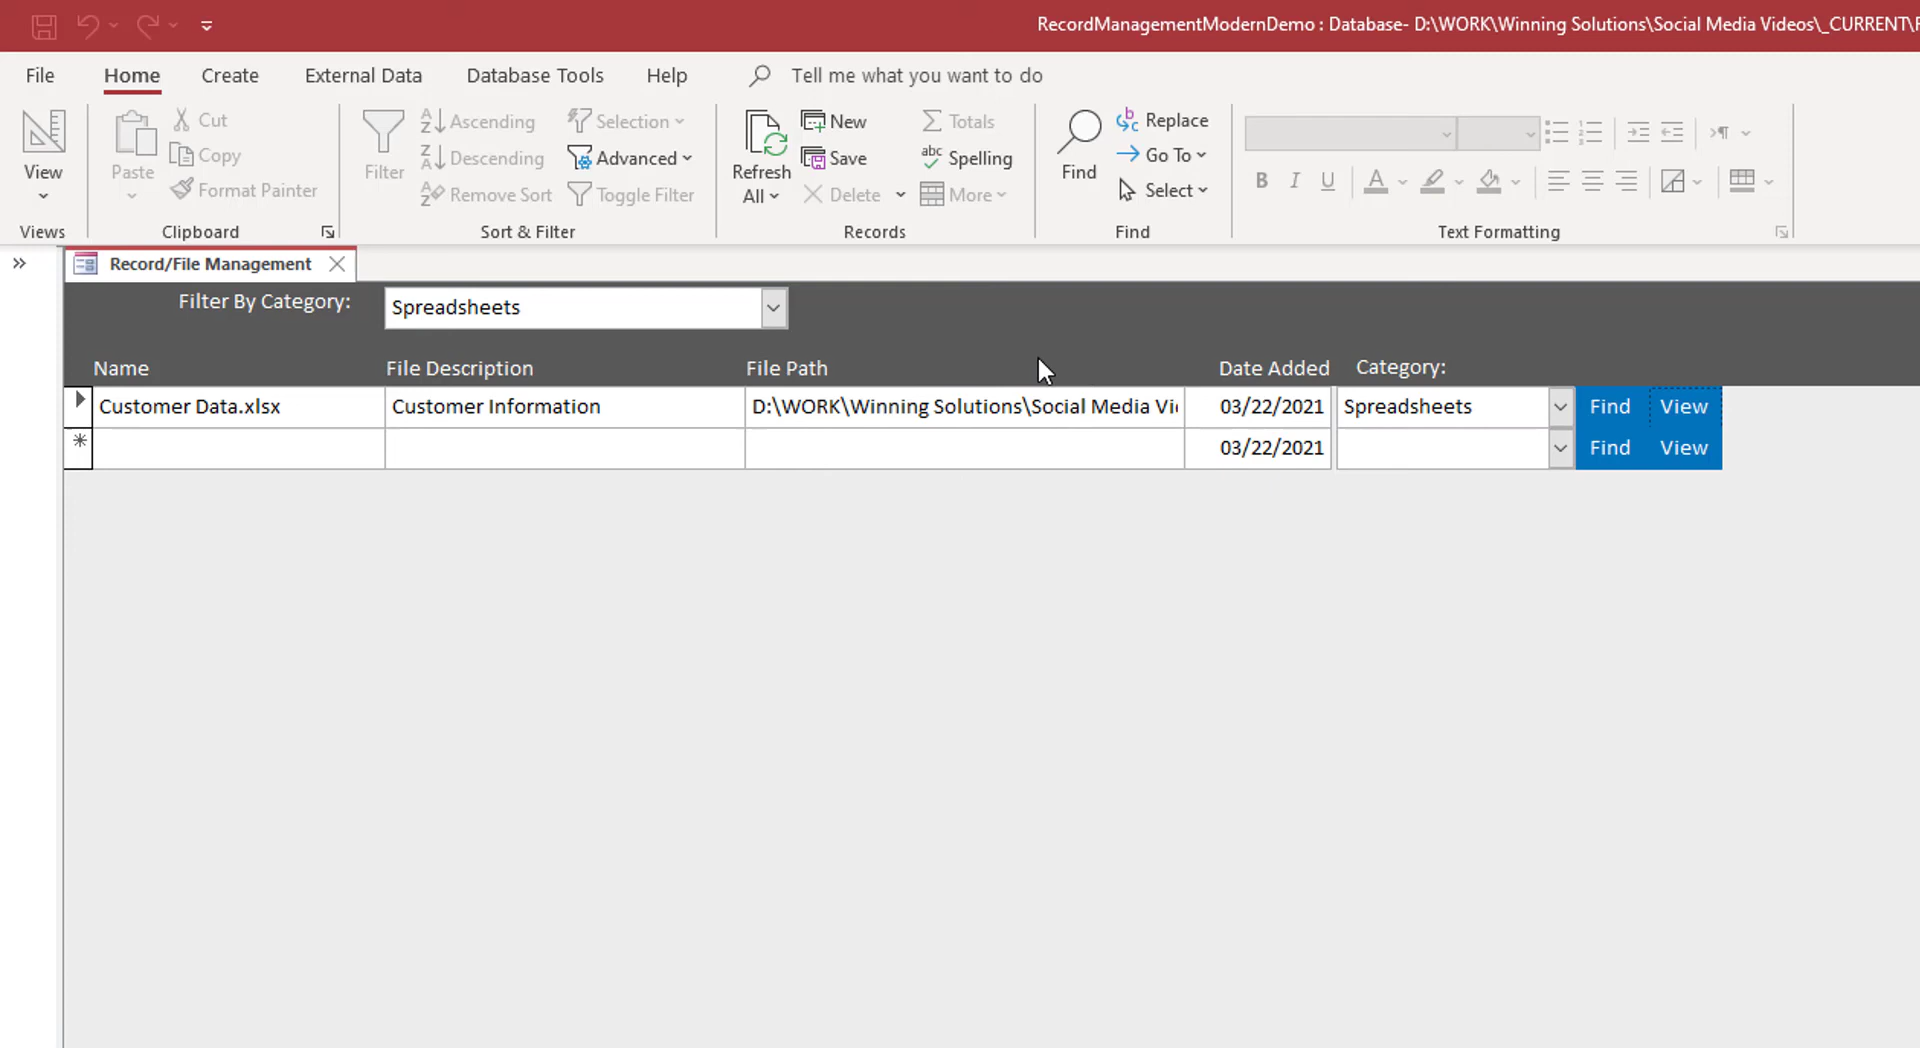 RecordManagementModernDemo : Database- D:\WORK\Winning Solutions\Social Media Videos\_CURRENT\
File Home Create External Data Database Tools Help Tell me what you want to do
View
Views
Paste
Cut
Copy
Format Painter
Clipboard
Filter
Ascending
Descending
Remove Sort
Selection
Advanced
Toggle Filter
Sort & Filter
Refresh
All
New
Save
Delete
Totals
Spelling
More
Records
Find
Replace
Go To
Select
Find
B I U A
Text Formatting
Record/File Management
Filter By Category: Spreadsheets
Name File Description File Path Date Added Category:
Customer Data.xlsx Customer Information D:\WORK\Winning Solutions\Social Media Vi 03/22/2021 Spreadsheets Find View
03/22/2021 Find View